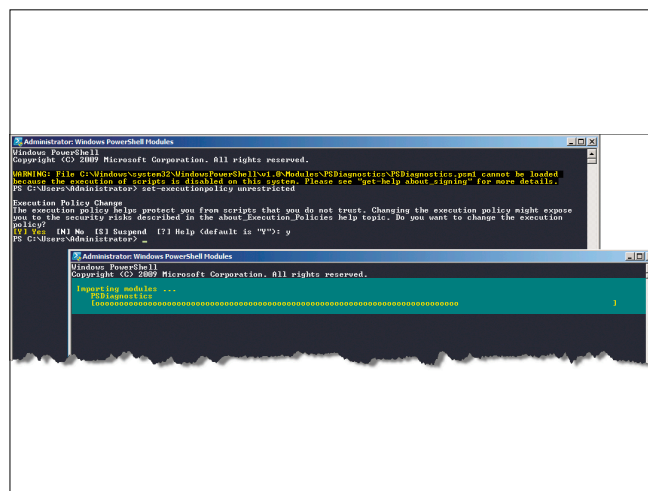 Administrator: Windows PowerShell Modules
Windows PowerShell
Copyright (C) 2009 Microsoft Corporation. All rights reserved.
WARNING: File C:\Windows\system32\WindowsPowerShell\v1.0\Modules\PSDiagnostics\PSDiagnostics.psm1 cannot be loaded
because the execution of scripts is disabled on this system. Please see "get-help about_signing" for more details.
PS C:\Users\Administrator> set-executionpolicy unrestricted
Execution Policy Change
The execution policy helps protect you from scripts that you do not trust. Changing the execution policy might expose
you to the security risks described in the about_Execution_Policies help topic. Do you want to change the execution
policy?
[Y] Yes  [N] No  [S] Suspend  [?] Help (default is "Y"): y
PS C:\Users\Administrator> _
Administrator: Windows PowerShell Modules
Windows PowerShell
Copyright (C) 2009 Microsoft Corporation. All rights reserved.
Importing modules ...
PSDiagnostics
[ooooooooooooooooooooooooooooooooooooooooooooooooooooooooooooooooooooooooooooo                                ]